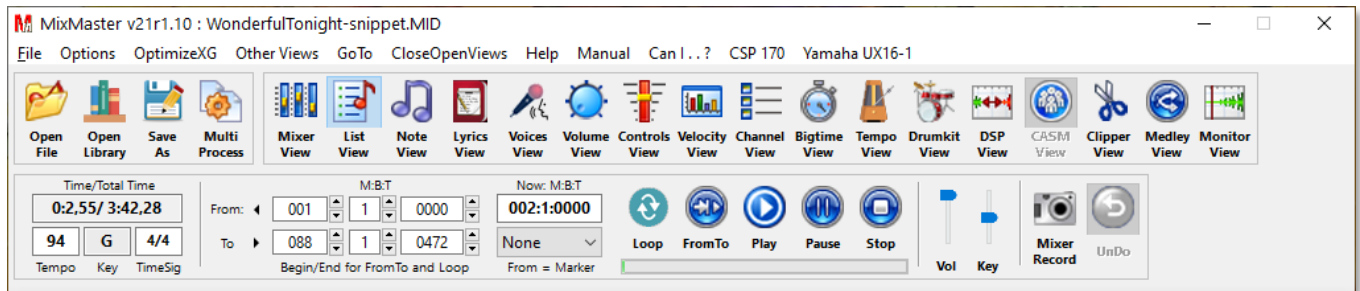 MixMaster v21r1.10 : WonderfulTonight-snippet.MID
File Options OptimizeXG Other Views GoTo CloseOpenViews Help Manual Can I . . ? CSP 170 Yamaha UX16-1
Open File Open Library Save As Multi Process Mixer View List View Note View Lyrics View Voices View Volume View Controls View Velocity View Channel View Bigtime View Tempo View Drumkit View DSP View CASM View Clipper View Medley View Monitor View
Time/Total Time M:B:T Now: M:B:T
0:2,55/ 3:42,28 From: 001 1 0000 002:1:0000
94 G 4/4 To 088 1 0472 None Loop FromTo Play Pause Stop Mixer Record UnDo
Tempo Key TimeSig Begin/End for FromTo and Loop From = Marker Vol Key